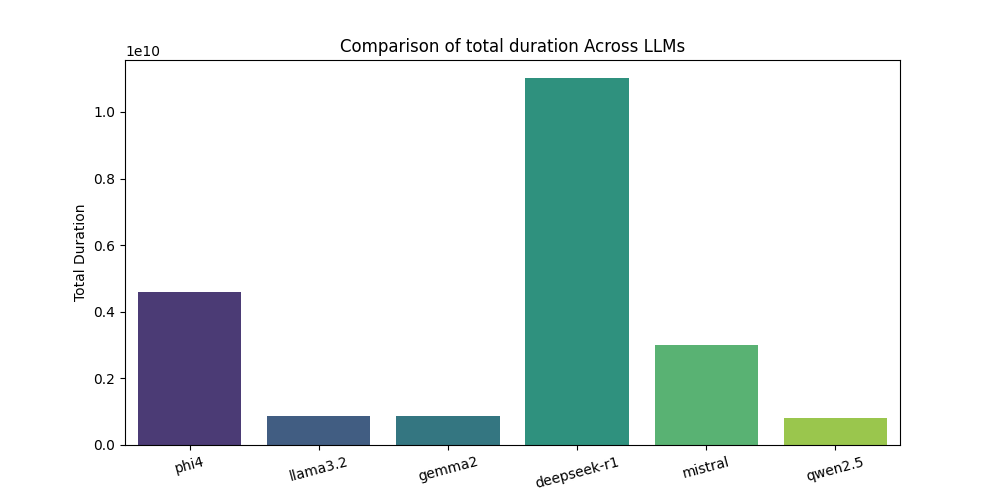 Comparison of total duration Across LLMs
1e10
1.0
0.8
0.6
0.4
0.2
0.0
Total Duration
phi4
llama3.2
gemma2
deepseek-r1
mistral
qwen2.5